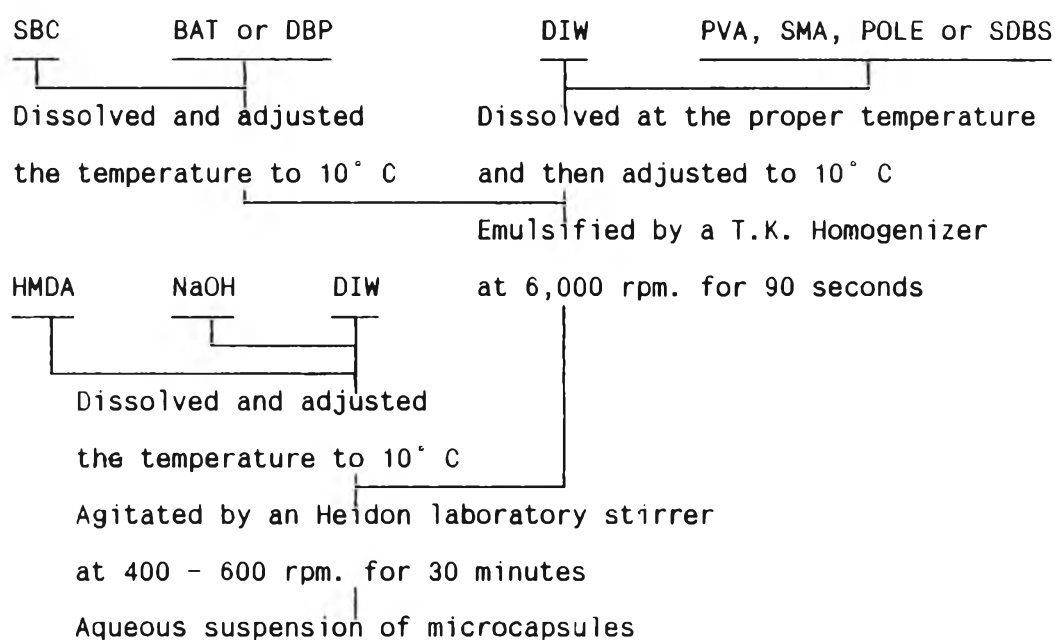 SBC BAT or DBP DIW PVA, SMA, POLE or SDBS
Dissolved and adjusted Dissolved at the proper temperature
the temperature to 10° C and then adjusted to 10° C
Emulsified by a T.K. Homogenizer
HMDA NaOH DIW at 6,000 rpm. for 90 seconds
Dissolved and adjusted
the temperature to 10° C
Agitated by an Heidon laboratory stirrer
at 400 - 600 rpm. for 30 minutes
Aqueous suspension of microcapsules